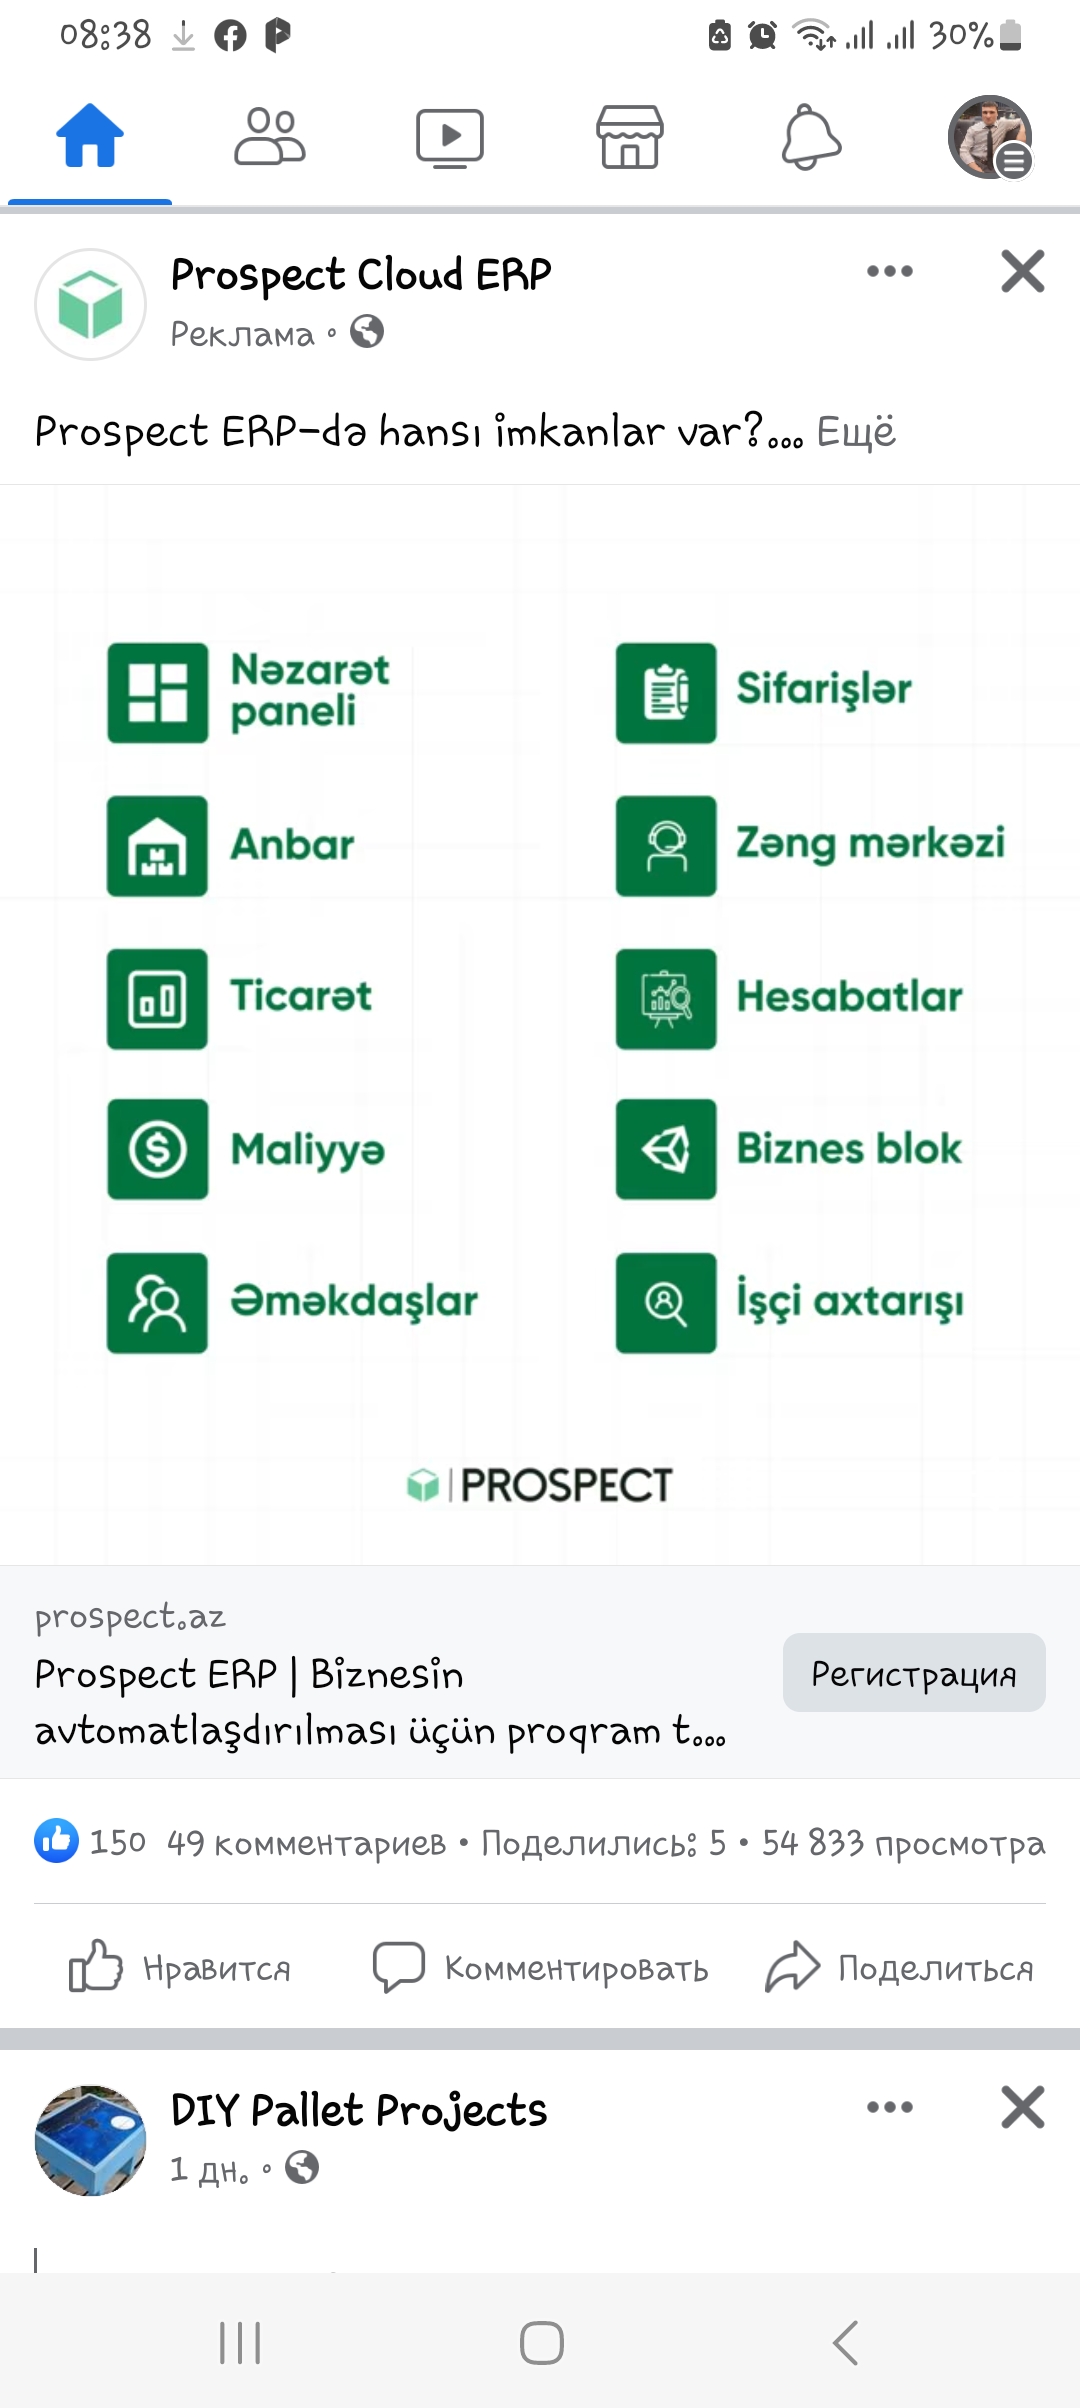 08:38
30%
Prospect Cloud ERP
Реклама
Prospect ERP-də hansı imkanlar var?... Ещё
Nəzarət
paneli
Sifarişlər
Anbar
Zəng mərkəzi
Ticarət
Hesabatlar
Maliyyə
Biznes blok
Əməkdaşlar
İşçi axtarışı
PROSPECT
prospect.az
Prospect ERP | Biznesin
avtomatlaşdırılması üçün proqram t...
Регистрация
150 49 комментариев • Поделились: 5 • 54 833 просмотра
Нравится
Комментировать
Поделиться
DIY Pallet Projects
1 дн.